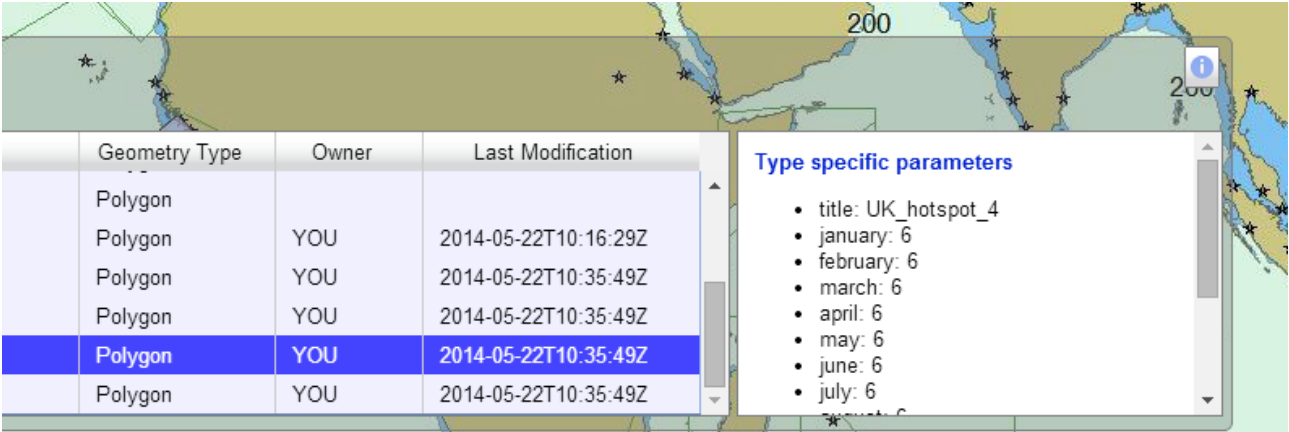 200
200
Geometry Type Owner Last Modification
Polygon
Polygon YOU 2014-05-22T10:16:29Z
Polygon YOU 2014-05-22T10:35:49Z
Polygon YOU 2014-05-22T10:35:49Z
Polygon YOU 2014-05-22T10:35:49Z
Polygon YOU 2014-05-22T10:35:49Z
Type specific parameters
• title: UK_hotspot_4
• january: 6
• february: 6
• march: 6
• april: 6
• may: 6
• june: 6
• july: 6